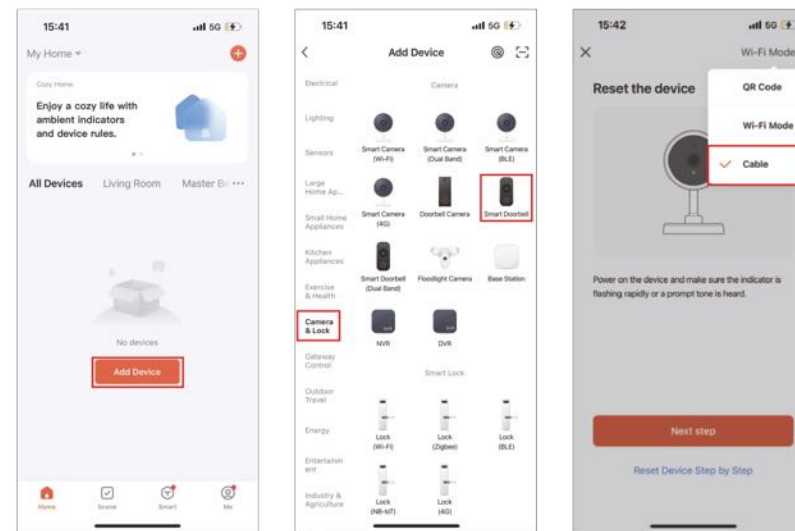 15:41
5G
My Home
Cozy Home
Enjoy a cozy life with
ambient indicators
and device rules.
All Devices Living Room Master Be ...
No devices
Add Device
Home Scene Smart Me
15:41
5G
Add Device
Electrical
Lighting
Sensors
Large
Home Ap...
Small Home
Appliances
Kitchen
Appliances
Exercise
& Health
Camera
& Lock
Gateway
Control
Outdoor
Travel
Energy
Entertainm
ent
Industry &
Agriculture
Camera
Smart Camera
(Wi-Fi)
Smart Camera
(Dual Band)
Smart Camera
(BLE)
Smart Camera
(4G)
Doorbell Camera
Smart Doorbell
Smart Doorbell
(Dual Band)
Floodlight Camera
Base Station
NVR
DVR
Smart Lock
Lock
(Wi-Fi)
Lock
(Zigbee)
Lock
(BLE)
Lock
(NB-IoT)
Lock
(4G)
15:42
5G
Wi-Fi Mode
Reset the device
QR Code
Wi-Fi Mode
Cable
Power on the device and make sure the indicator is
flashing rapidly or a prompt tone is heard.
Next step
Reset Device Step by Step